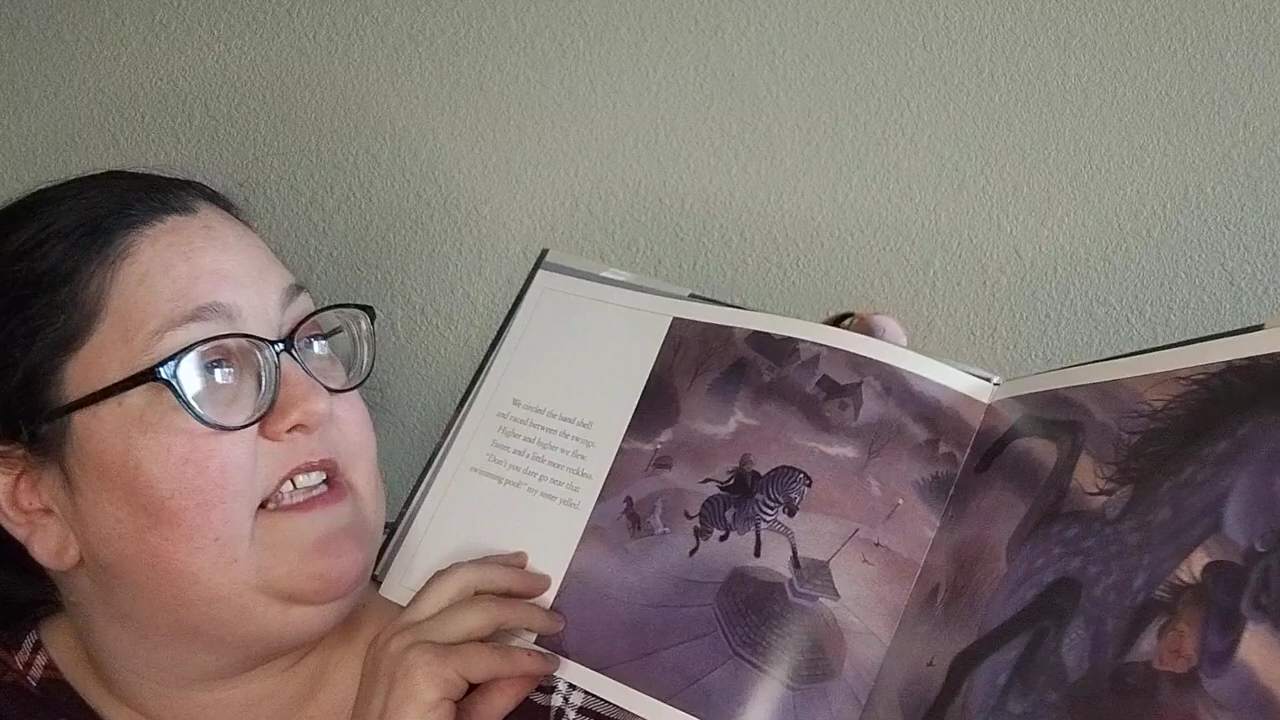 We circled the band shell
and raced between the swings.
Higher and higher we flew.
Faster, and a little more reckless.
"Don't you dare go near that
swimming pool!" my sister yelled.